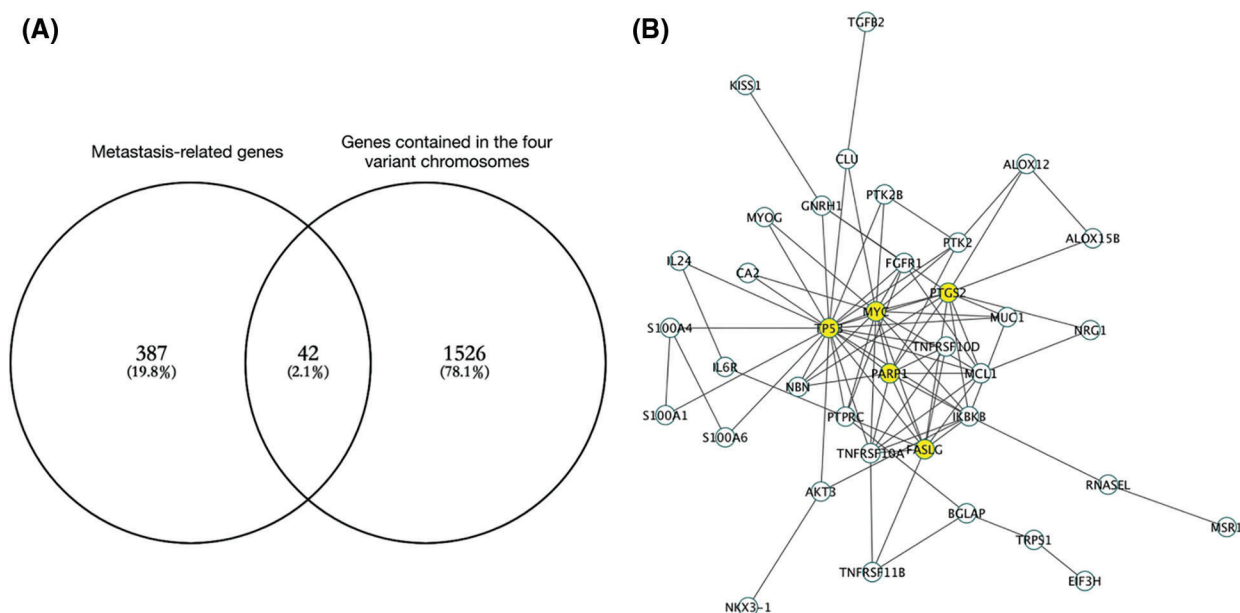 (A)
Metastasis-related genes
Genes contained in the four
variant chromosomes
387
(19.8%)
42
(2.1%)
1526
(78.1%)
(B)
TGFB2
KISS1
CLU
ALOX12
PTK2B
GNRH1
MYOG
PTK2
ALOX15B
IL24
FGFR1
CA2
PTGS2
MYC
MUC1
TP53
S100A4
NRG1
TNFRSF10D
IL6R
PARP1
MCL1
NBN
S100A1
PTPRC
IKBKB
S100A6
TNFRSF10A
FASLG
RNASEL
AKT3
BGLAP
MSR1
TRPS1
TNFRSF11B
EIF3H
NKX3-1